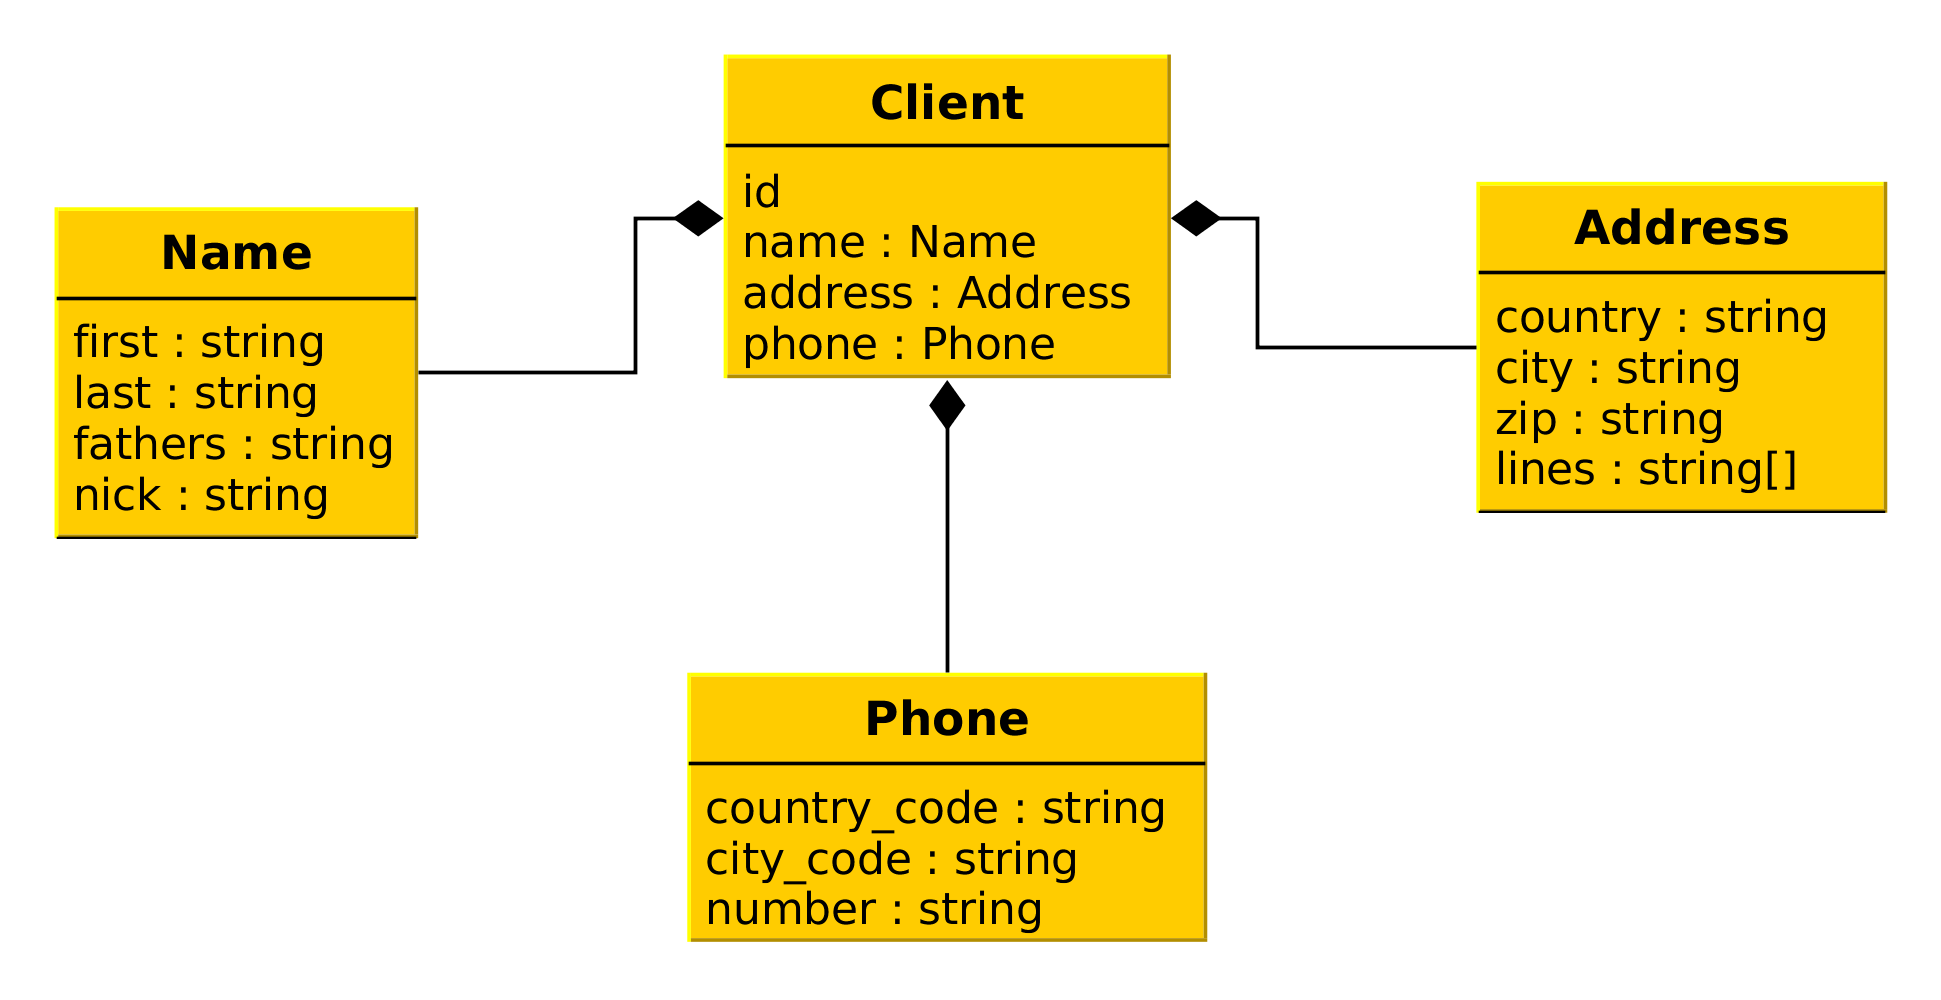 Client
id
name : Name
address : Address
phone : Phone
Name
first : string
last : string
fathers : string
nick : string
Address
country : string
city : string
zip : string
lines : string[]
Phone
country_code : string
city_code : string
number : string